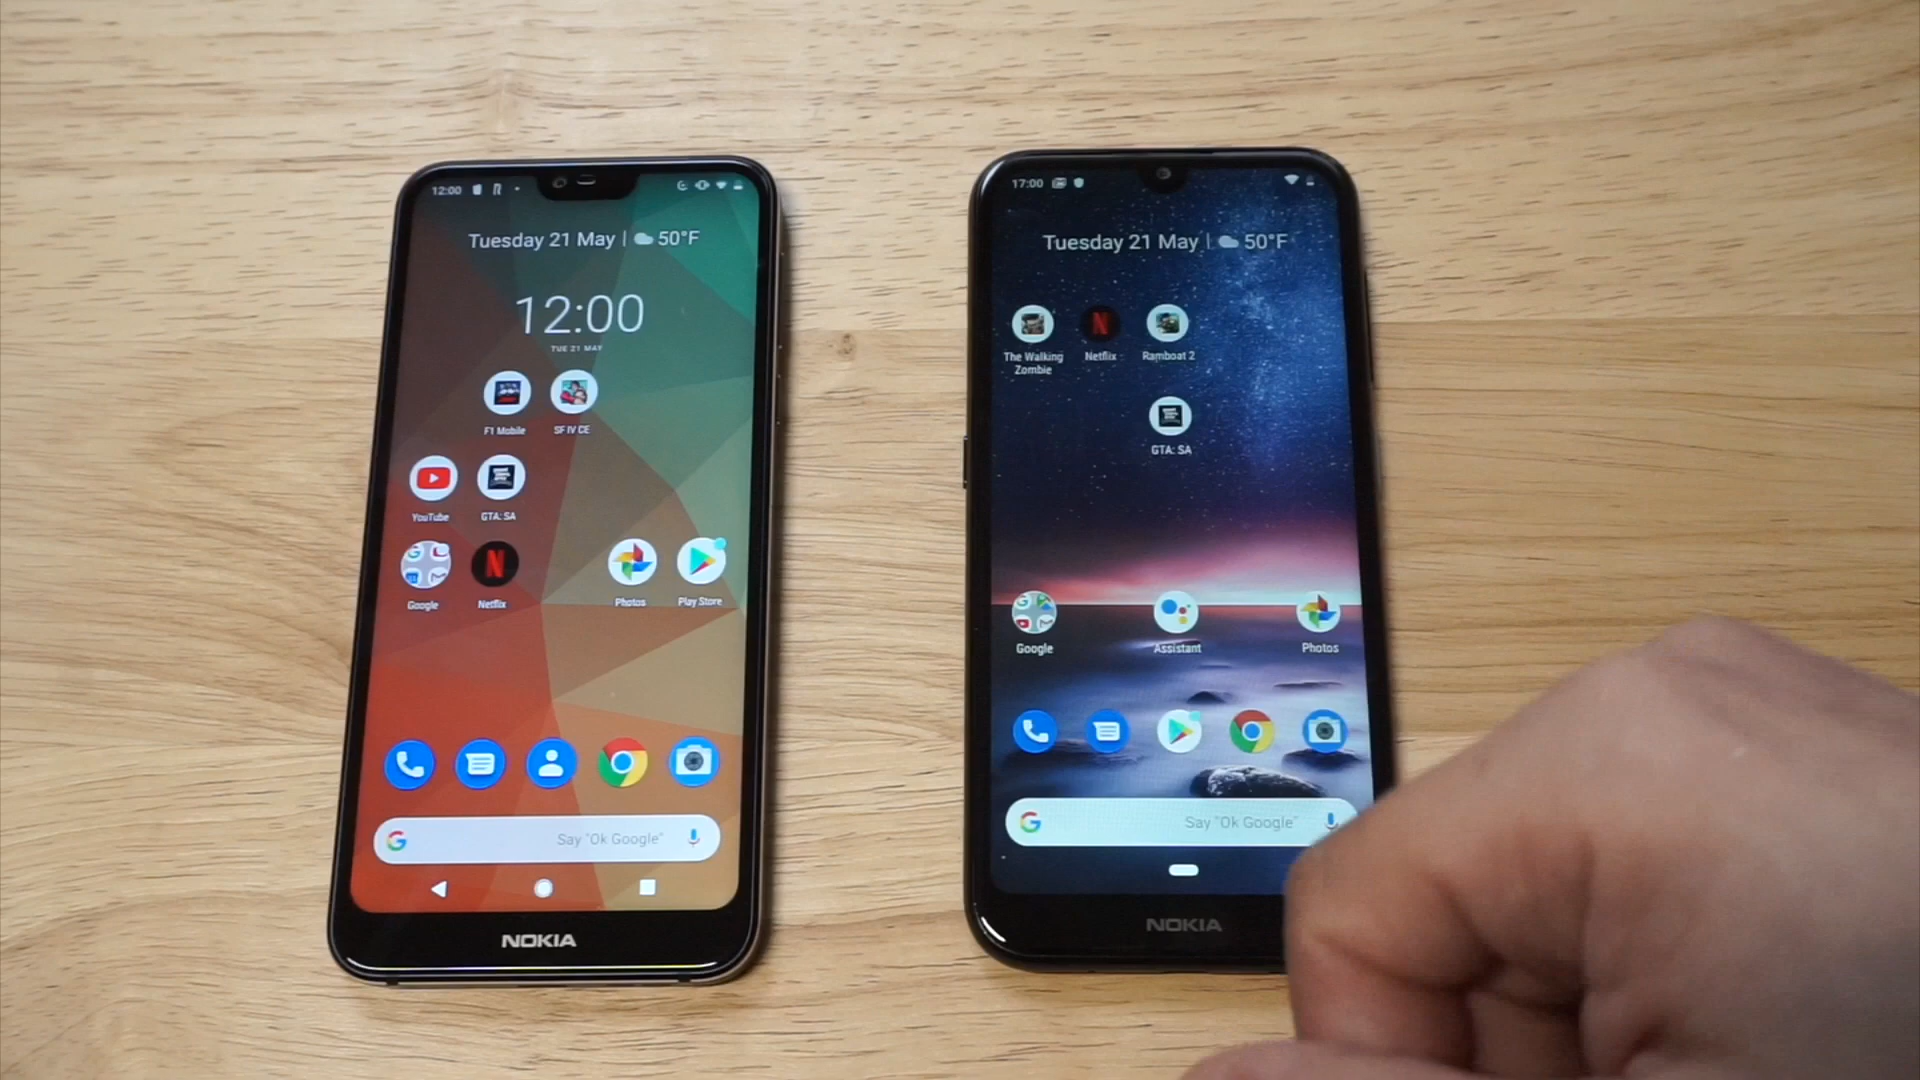 12:00
Tuesday 21 May | 50°F
12:00
TUE 21 MAY
F1 Mobile
SF IV CE
YouTube
GTA: SA
Google
Netflix
Photos
Play Store
G Say "Ok Google"
NOKIA
17:00
Tuesday 21 May | 50°F
The Walking
Zombie
Netflix
Ramboat 2
GTA: SA
Google
Assistant
Photos
G Say "Ok Google"
NOKIA